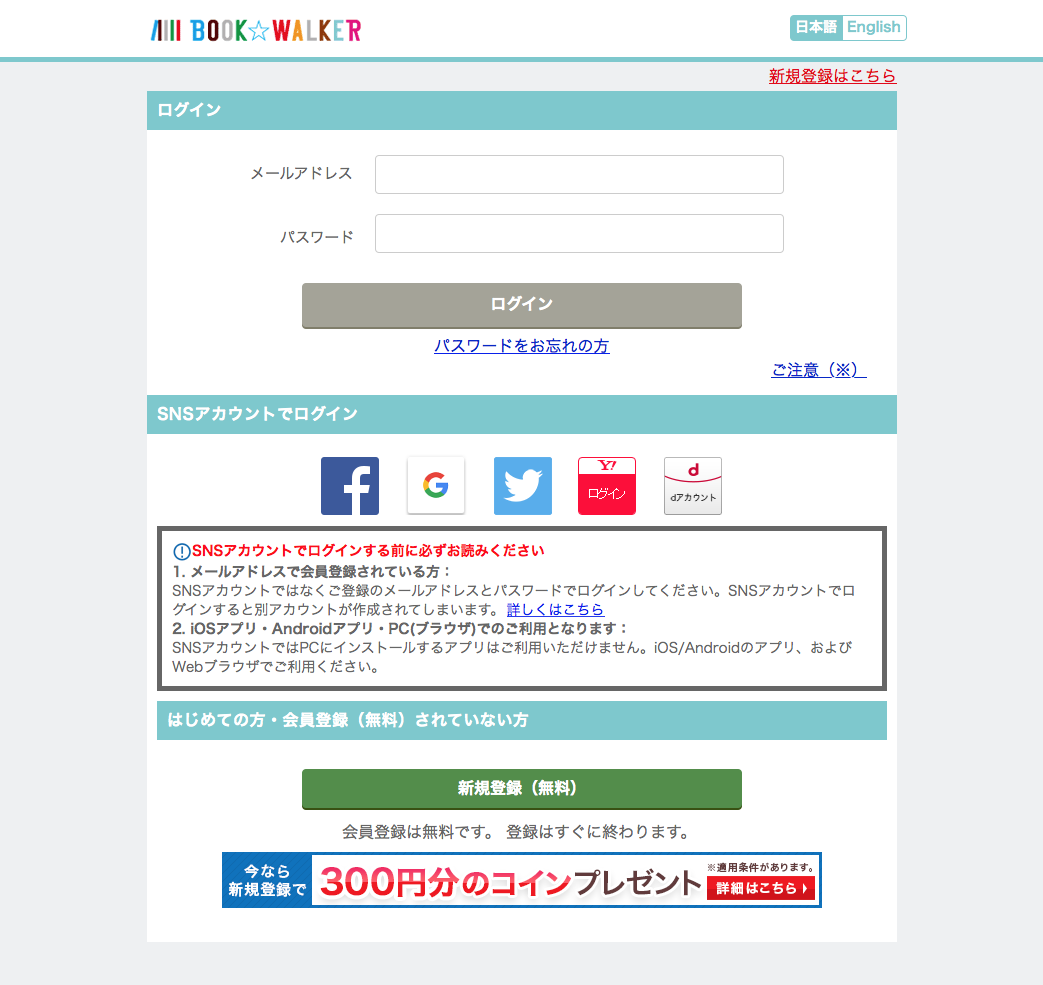 BOOK☆WALKER
日本語 English
新規登録はこちら
ログイン
メールアドレス
パスワード
ログイン
パスワードをお忘れの方
ご注意（※）
SNSアカウントでログイン
Y!
ログイン
d
dアカウント
SNSアカウントでログインする前に必ずお読みください
1. メールアドレスで会員登録されている方：
SNSアカウントではなくご登録のメールアドレスとパスワードでログインしてください。SNSアカウントでロ
グインすると別アカウントが作成されてしまいます。 詳しくはこちら
2. iOSアプリ・Androidアプリ・PC(ブラウザ)でのご利用となります：
SNSアカウントではPCにインストールするアプリはご利用いただけません。iOS/Androidのアプリ、および
Webブラウザでご利用ください。
はじめての方・会員登録（無料）されていない方
新規登録（無料）
会員登録は無料です。 登録はすぐに終わります。
今なら
新規登録で
300円分のコインプレゼント
※適用条件があります。
詳細はこちら